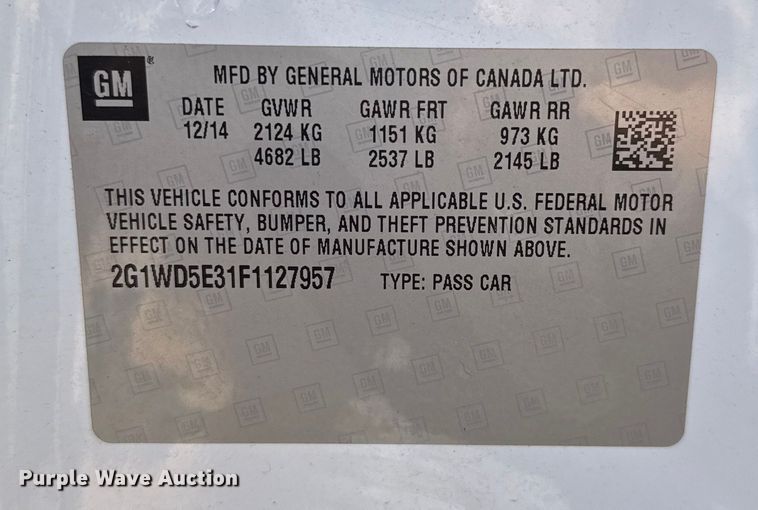 GM®
MFD BY GENERAL MOTORS OF CANADA LTD.
DATE GVWR GAWR FRT GAWR RR
12/14 2124 KG 1151 KG 973 KG
4682 LB 2537 LB 2145 LB
THIS VEHICLE CONFORMS TO ALL APPLICABLE U.S. FEDERAL MOTOR
VEHICLE SAFETY, BUMPER, AND THEFT PREVENTION STANDARDS IN
EFFECT ON THE DATE OF MANUFACTURE SHOWN ABOVE.
2G1WD5E31F1127957 TYPE: PASS CAR
Purple Wave Auction